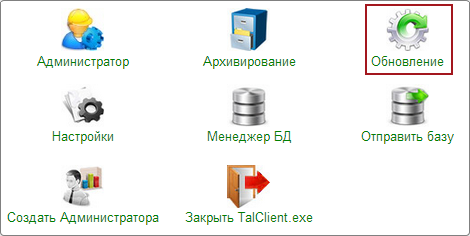 Администратор
Архивирование
Обновление
Настройки
Менеджер БД
Отправить базу
Создать Администратора
Закрыть TalClient.exe